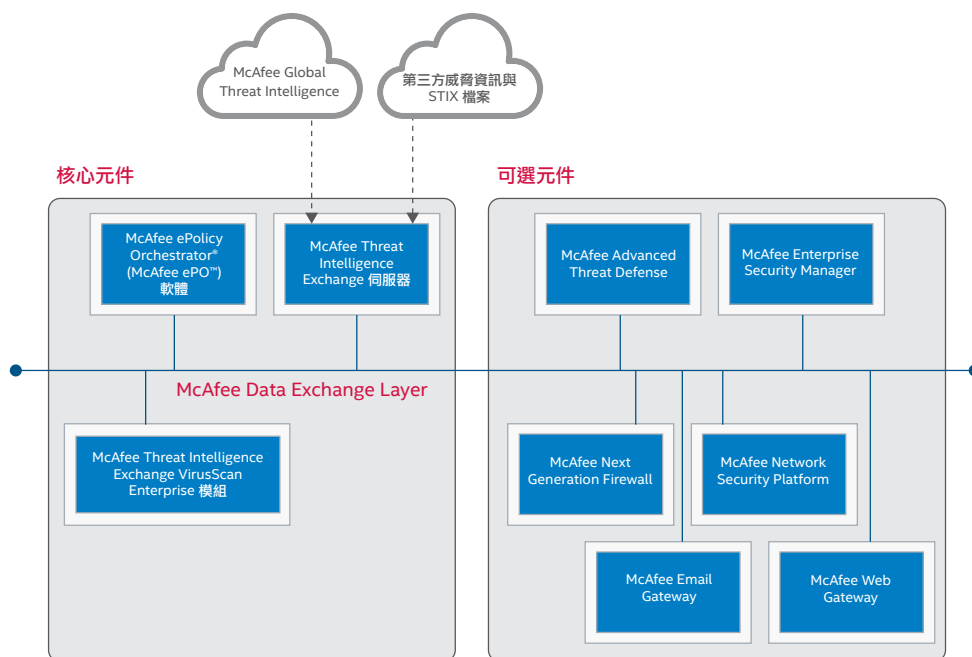 McAfee Global
Threat Intelligence
第三方威脅資訊與
STIX 檔案
核心元件
可選元件
McAfee ePolicy
Orchestrator®
(McAfee ePO™)
軟體
McAfee Threat
Intelligence
Exchange 伺服器
McAfee Advanced
Threat Defense
McAfee Enterprise
Security Manager
McAfee Data Exchange Layer
McAfee Threat Intelligence
Exchange VirusScan
Enterprise 模組
McAfee Next
Generation Firewall
McAfee Network
Security Platform
McAfee Email
Gateway
McAfee Web
Gateway